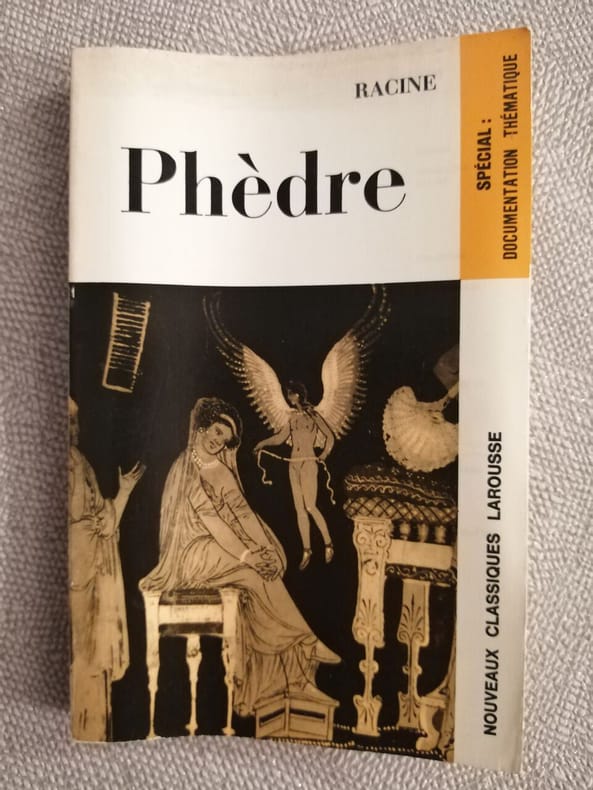 RACINE
Phèdre
SPÉCIAL :
DOCUMENTATION THÉMATIQUE
NOUVEAUX CLASSIQUES LAROUSSE